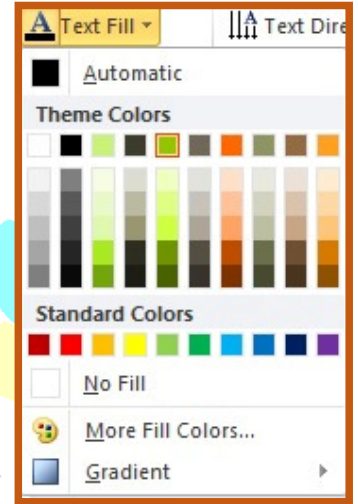 A Text Fill Text Dire
Automatic
Theme Colors
Standard Colors
No Fill
More Fill Colors...
Gradient